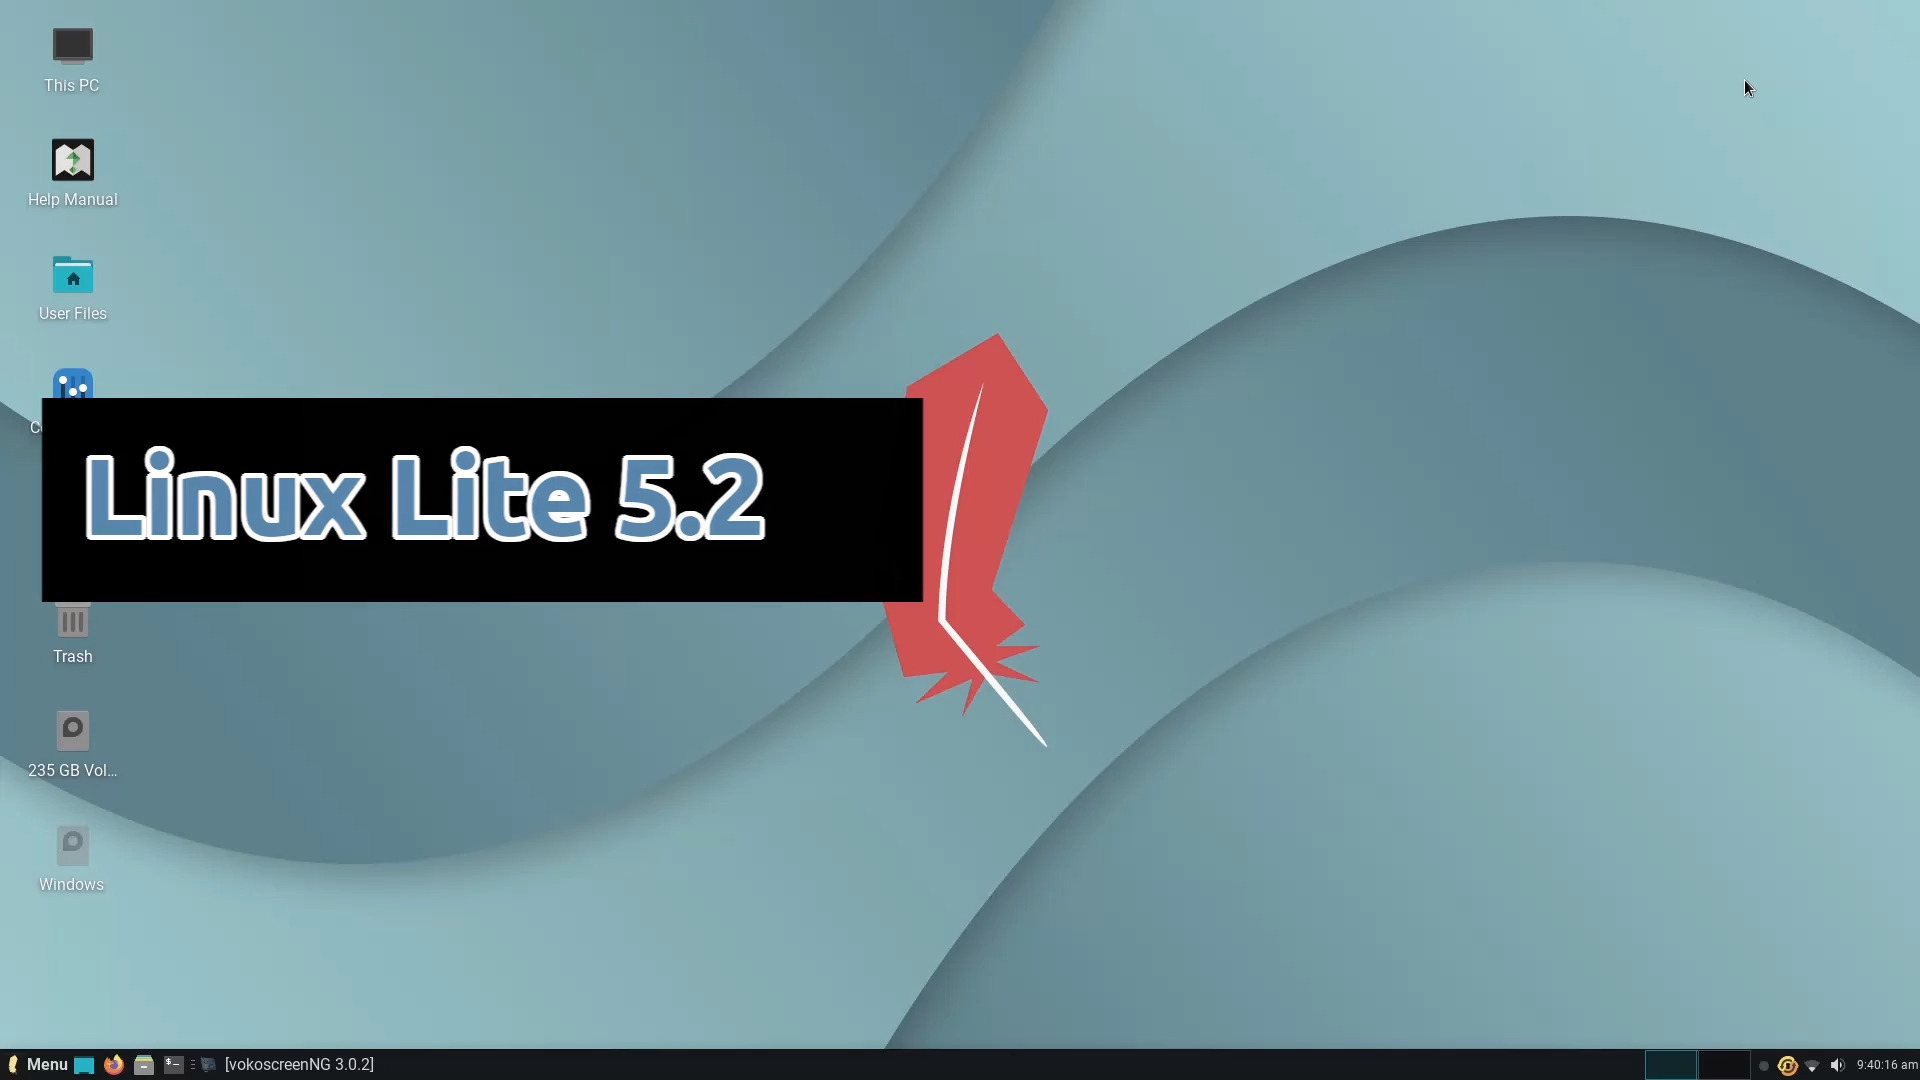 This PC
Help Manual
User Files
Linux Lite 5.2
Trash
235 GB Vol...
Windows
Menu
[vokoscreenNG 3.0.2]
9:40:16 am